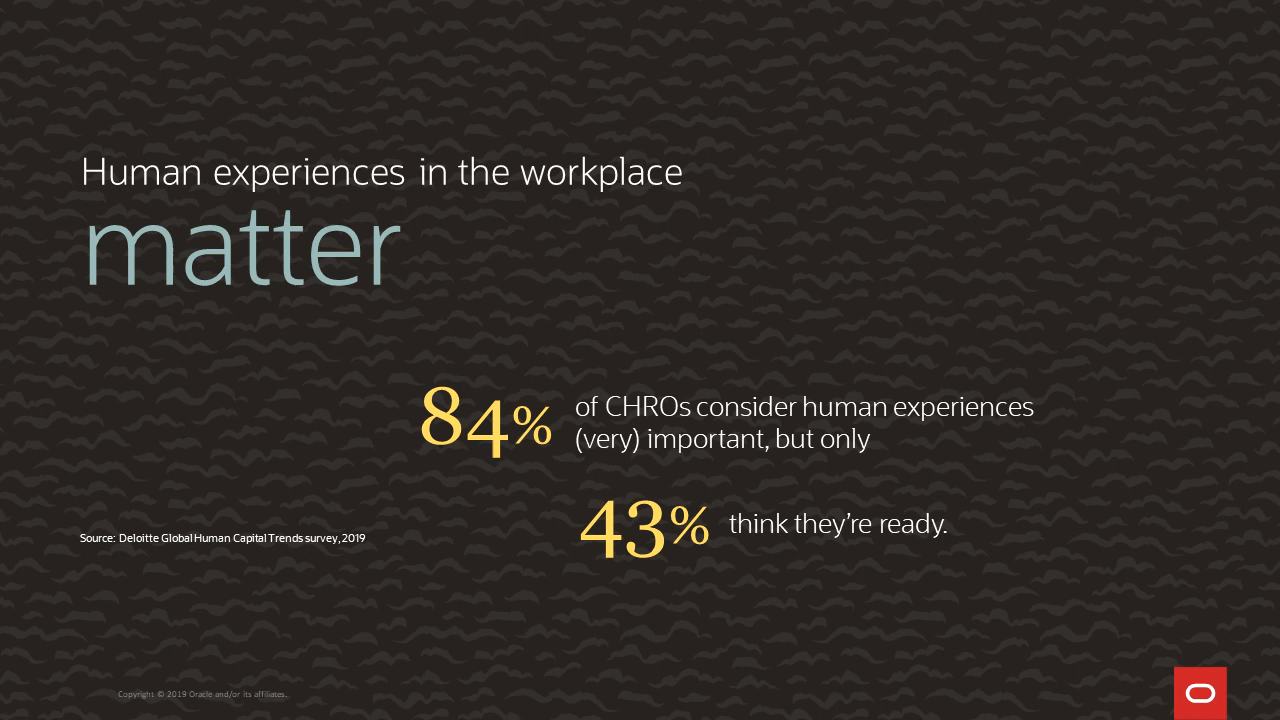 Human experiences in the workplace
matter
84% of CHROs consider human experiences
(very) important, but only
43% think they’re ready.
Source: Deloitte Global Human Capital Trends survey, 2019
Copyright © 2019 Oracle and/or its affiliates.